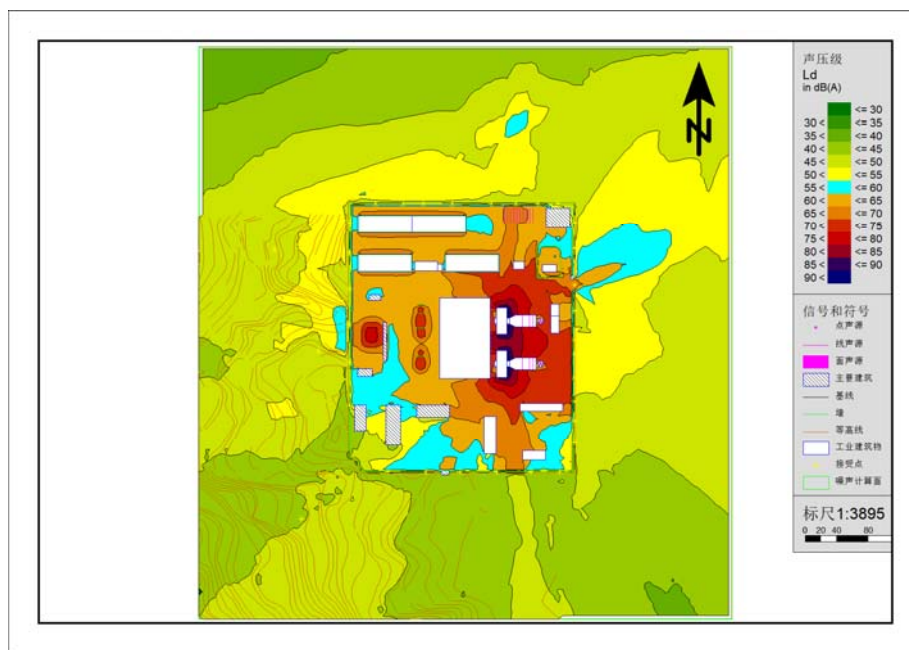 声压级
Ld
in dB(A)
<= 30
30 < <= 35
35 < <= 40
40 < <= 45
45 < <= 50
50 < <= 55
55 < <= 60
60 < <= 65
65 < <= 70
70 < <= 75
75 < <= 80
80 < <= 85
85 < <= 90
90 <
信号和符号
点声源
线声源
面声源
主要建筑
基线
墙
等高线
工业建筑物
接受点
噪声计算面
标尺1:3895
0 20 40 80
N